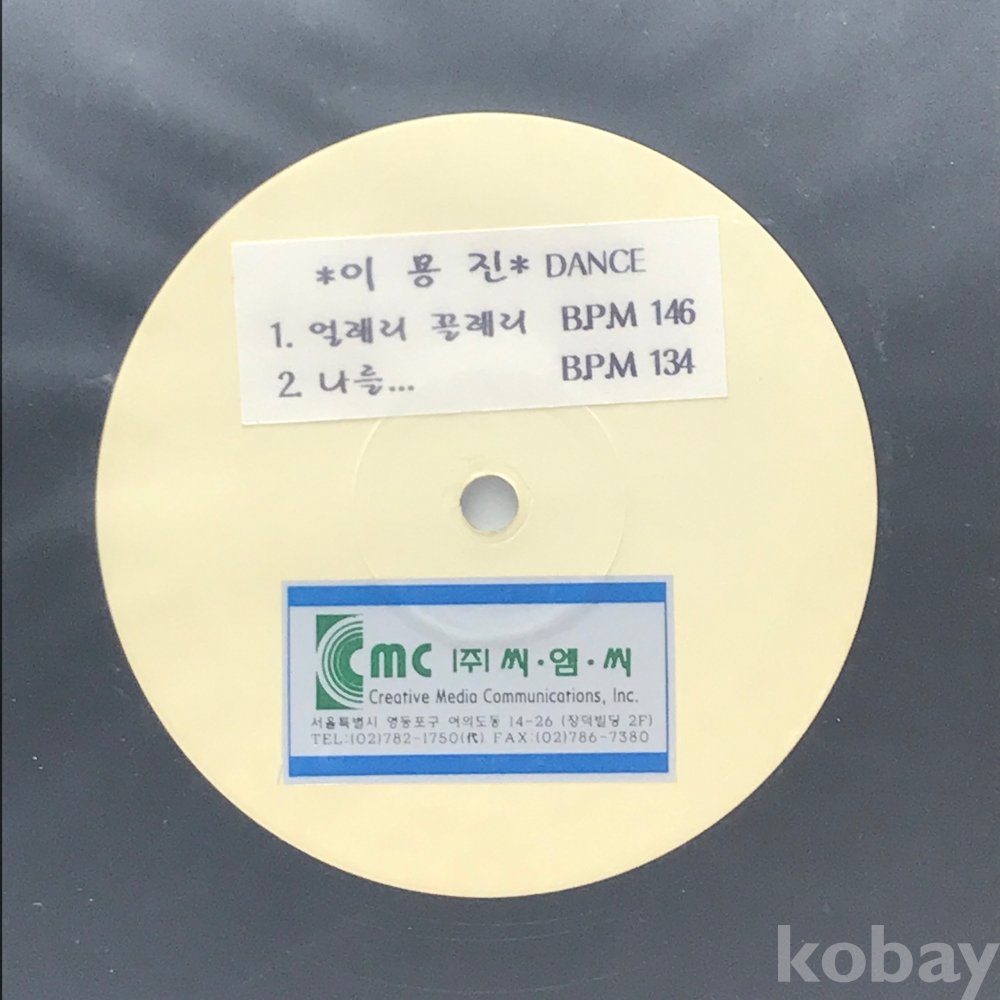 *이 용 진* DANCE
1. 얼레리 꼴레리 B.P.M 146
2. 나를... B.P.M 134
cmc (주) 씨·엠·씨
Creative Media Communications, Inc.
서울특별시 영등포구 여의도동 14-26 (장덕빌딩 2F)
TEL:(02)782-1750(代) FAX:(02)786-7380
kobay